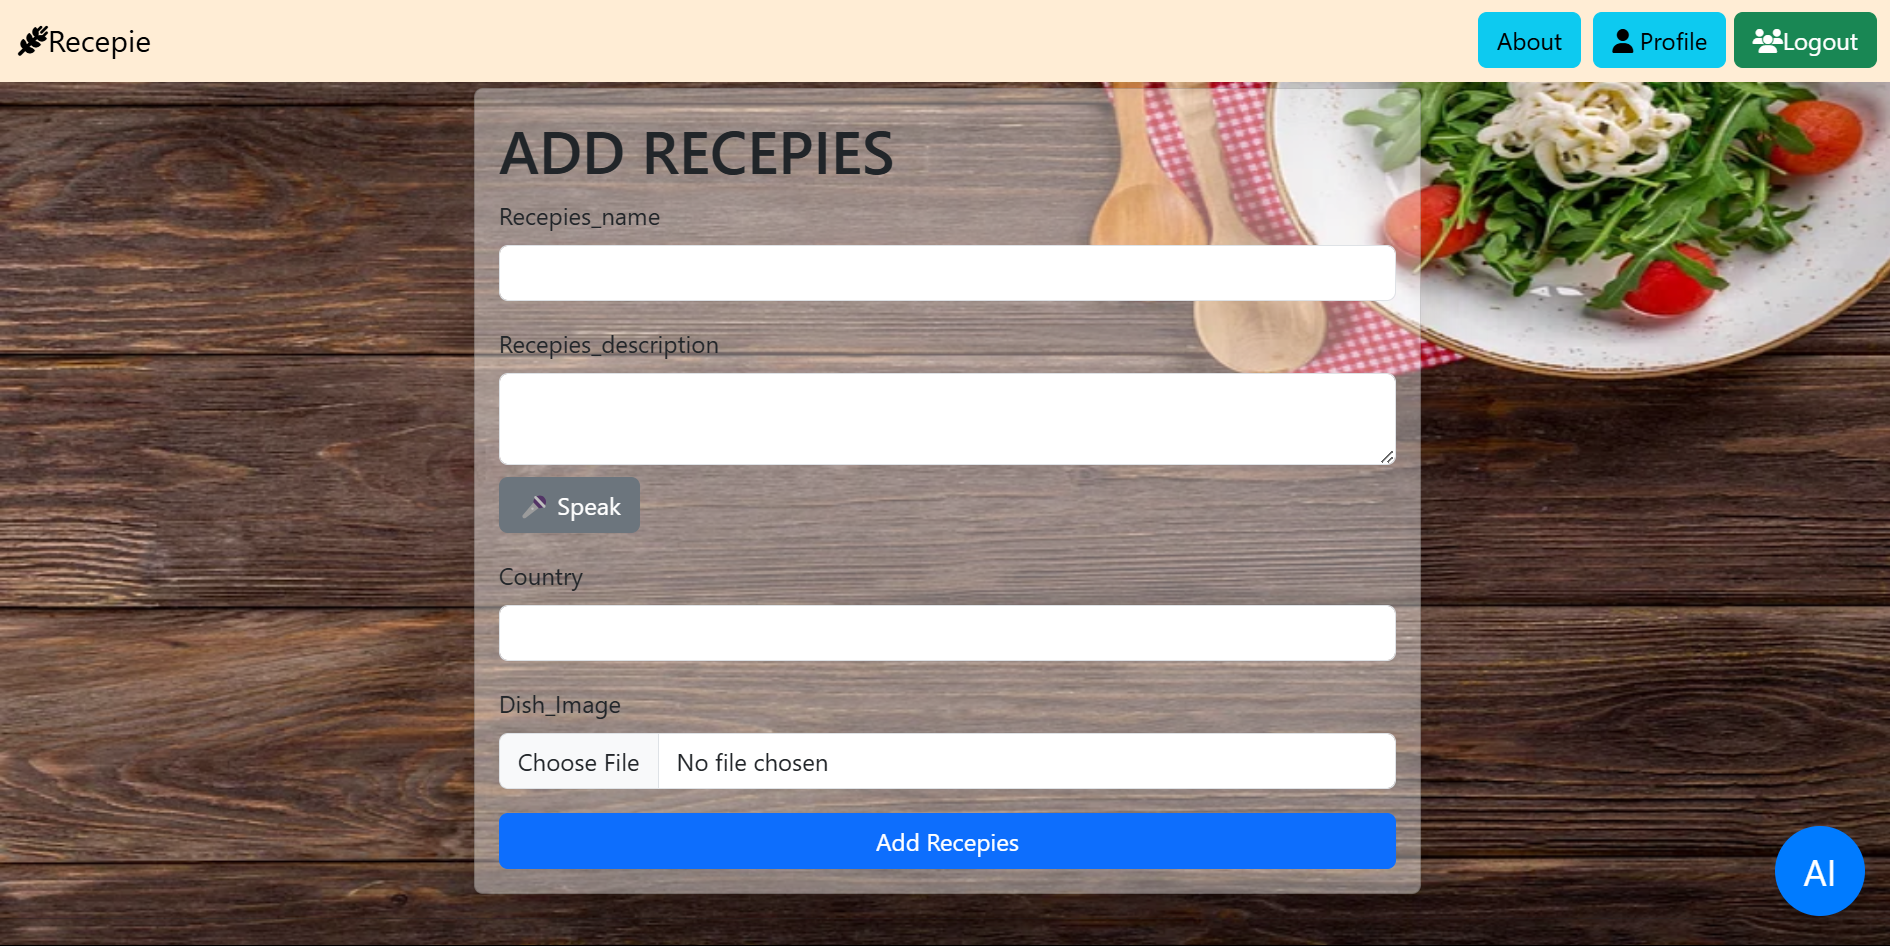 Recepie
About
Profile
Logout
ADD RECEPIES
Recepies_name
Recepies_description
Speak
Country
Dish_Image
Choose File No file chosen
Add Recepies
AI